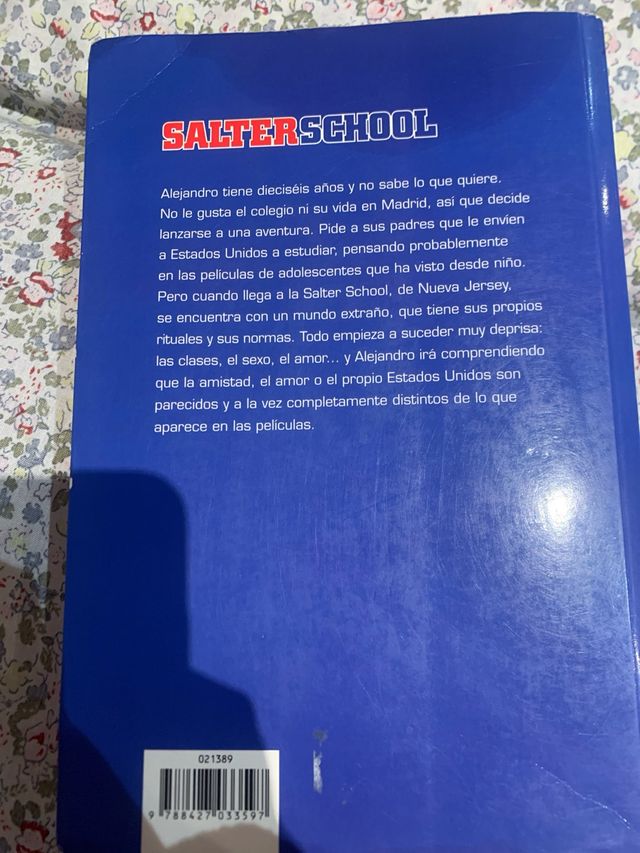 SALTERSCHOOL
Alejandro tiene dieciséis años y no sabe lo que quiere.
No le gusta el colegio ni su vida en Madrid, así que decide
lanzarse a una aventura. Pide a sus padres que le envíen
a Estados Unidos a estudiar, pensando probablemente
en las películas de adolescentes que ha visto desde niño.
Pero cuando llega a la Salter School, de Nueva Jersey,
se encuentra con un mundo extraño, que tiene sus propios
rituales y sus normas. Todo empieza a suceder muy deprisa:
las clases, el sexo, el amor... y Alejandro irá comprendiendo
que la amistad, el amor o el propio Estados Unidos son
parecidos y a la vez completamente distintos de lo que
aparece en las películas.
021389
9 788427 033597